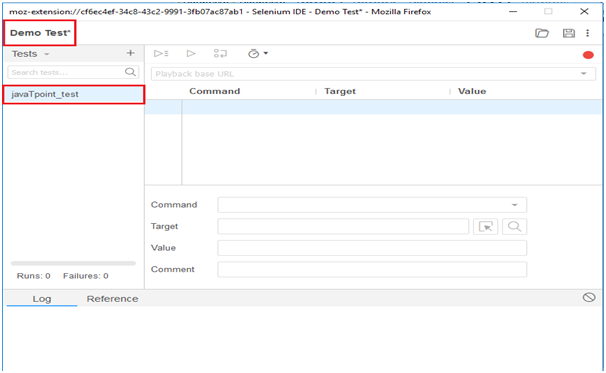 moz-extension://cf6ec4ef-34c8-43c2-9991-3fb07ac87ab1 - Selenium IDE - Demo Test* - Mozilla Firefox
Demo Test*
Tests
Search tests...
javaTpoint_test
Playback base URL
Command Target Value
Command
Target
Value
Comment
Runs: 0 Failures: 0
Log Reference